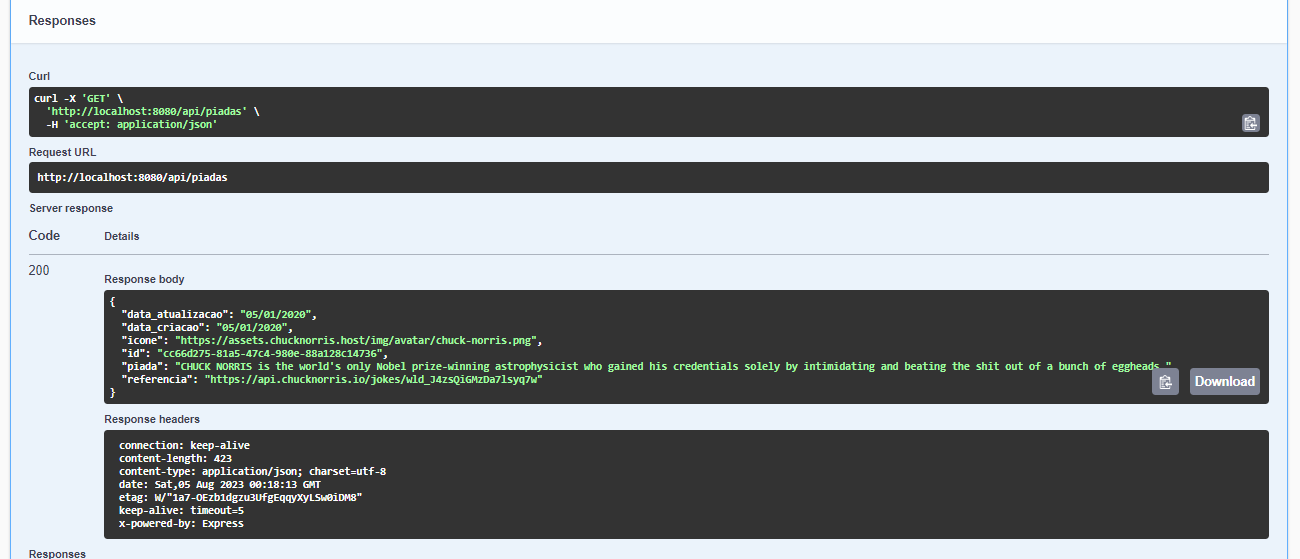 Responses
Curl
curl -X 'GET' \
'http://localhost:8080/api/piadas' \
-H 'accept: application/json'
Request URL
http://localhost:8080/api/piadas
Server response
Code Details
200
Response body
{
"data_atualizacao": "05/01/2020",
"data_criacao": "05/01/2020",
"icone": "https://assets.chucknorris.host/img/avatar/chuck-norris.png",
"id": "cc66d275-81a5-47c4-980e-88a128c14736",
"piada": "CHUCK NORRIS is the world's only Nobel prize-winning astrophysicist who gained his credentials solely by intimidating and beating the shit out of a bunch of eggheads."
"referencia": "https://api.chucknorris.io/jokes/wld_J4zsQiGMzDa7lsyq7w"
}
Download
Response headers
connection: keep-alive
content-length: 423
content-type: application/json; charset=utf-8
date: Sat,05 Aug 2023 00:18:13 GMT
etag: W/"1a7-OEzb1dgzu3UfgEqqyXyLSw0iDM8"
keep-alive: timeout=5
x-powered-by: Express
Responses